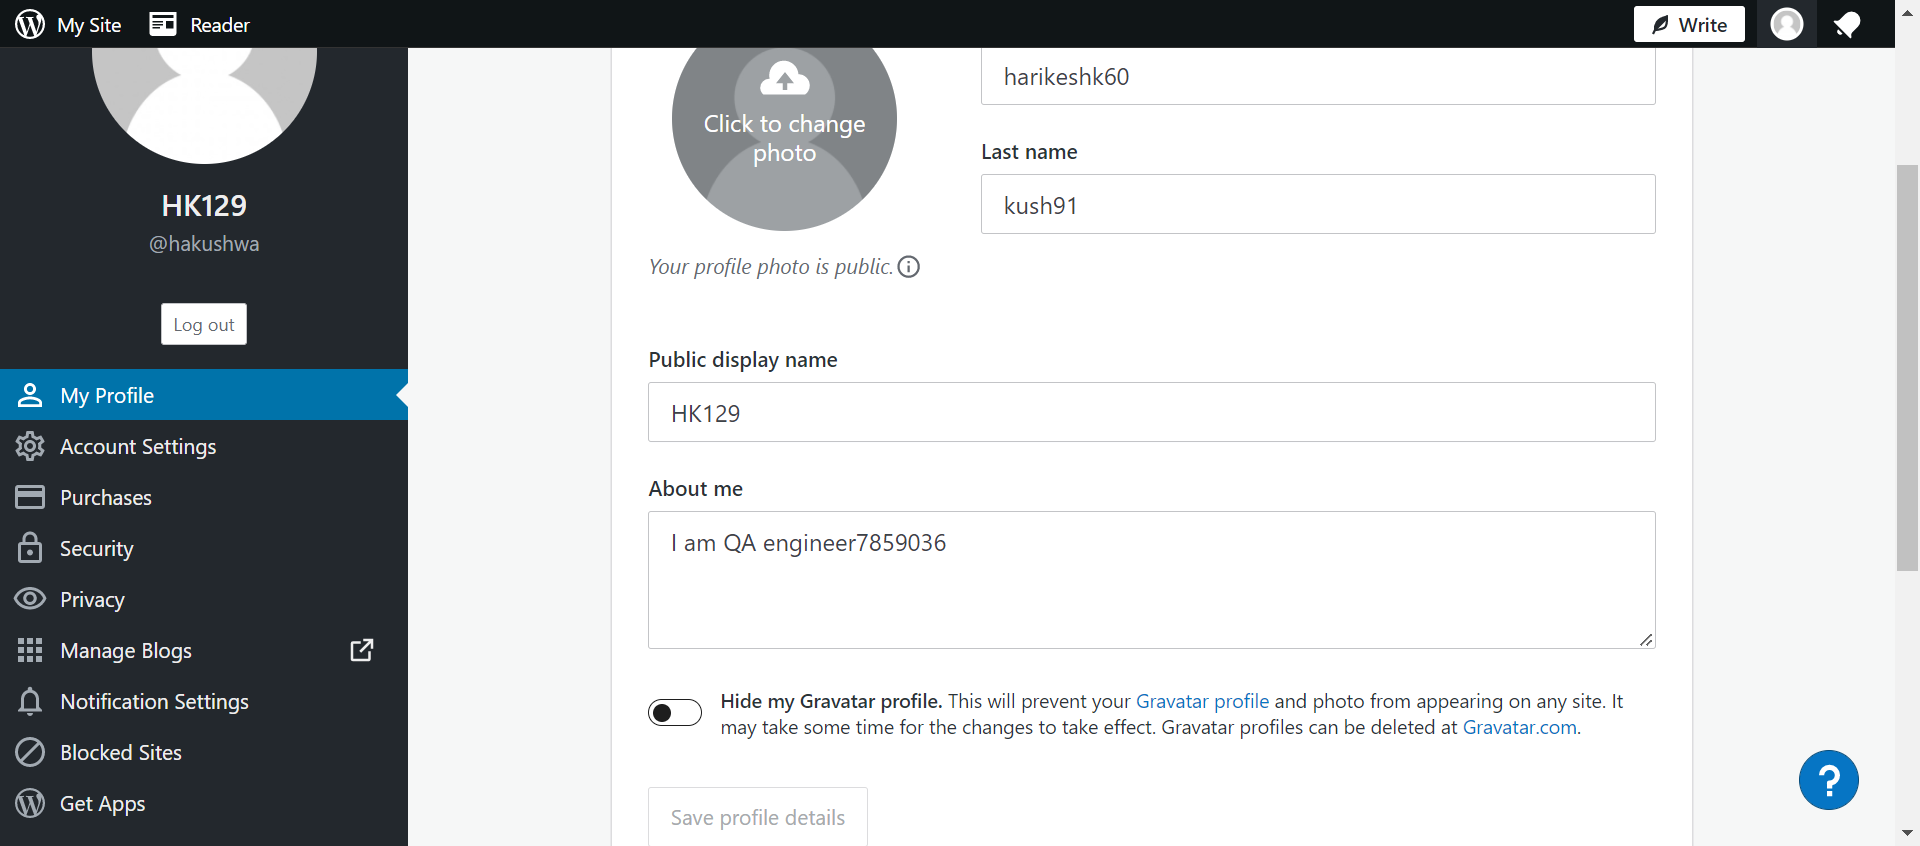 My Site
Reader
Write
HK129
@hakushwa
Log out
My Profile
Account Settings
Purchases
Security
Privacy
Manage Blogs
Notification Settings
Blocked Sites
Get Apps
Click to change
photo
Your profile photo is public.
harikeshk60
Last name
kush91
Public display name
HK129
About me
I am QA engineer7859036
Hide my Gravatar profile. This will prevent your Gravatar profile and photo from appearing on any site. It
may take some time for the changes to take effect. Gravatar profiles can be deleted at Gravatar.com.
Save profile details